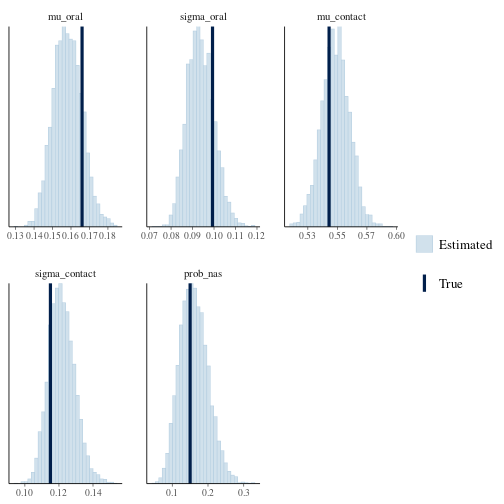 mu_oral
sigma_oral
mu_contact
0.13 0.14 0.15 0.16 0.17 0.18
0.07 0.08 0.09 0.10 0.11 0.12
0.53 0.55 0.57 0.60
Estimated
True
sigma_contact
prob_nas
0.10 0.12 0.14
0.1 0.2 0.3